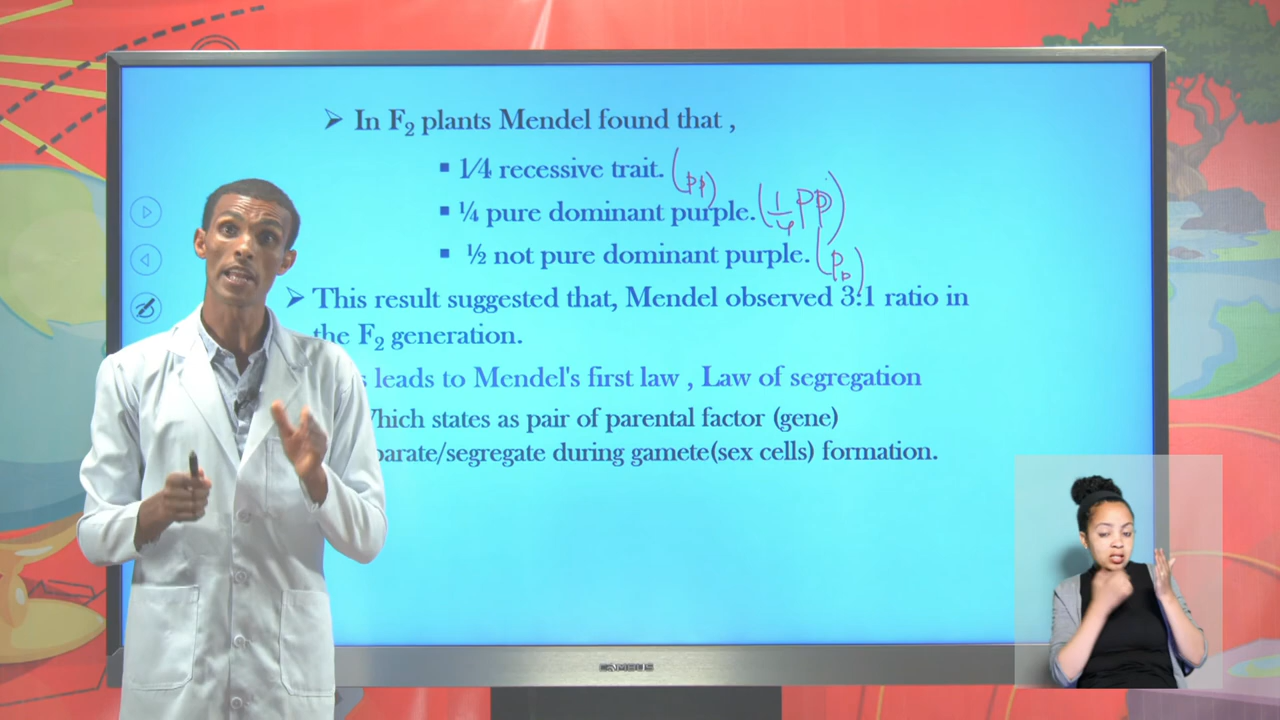 ➤ In F₂ plants Mendel found that ,
▪ 1⁄4 recessive trait. (pp)
▪ ¼ pure dominant purple. (1/4 PP)
▪ ½ not pure dominant purple. (Pp)
➤ This result suggested that, Mendel observed 3:1 ratio in
the F₂ generation.
leads to Mendel's first law , Law of segregation
hich states as pair of parental factor (gene)
parate/segregate during gamete(sex cells) formation.